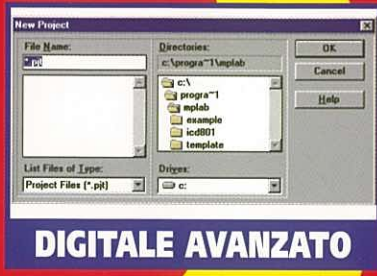 New Project
File Name:
*.pjt
Directories:
c:\progra~1\mplab
c:\
progra~1
mplab
example
icd801
template
OK
Cancel
Help
List Files of Type:
Project Files (*.pjt)
Drives:
c:
DIGITALE AVANZATO